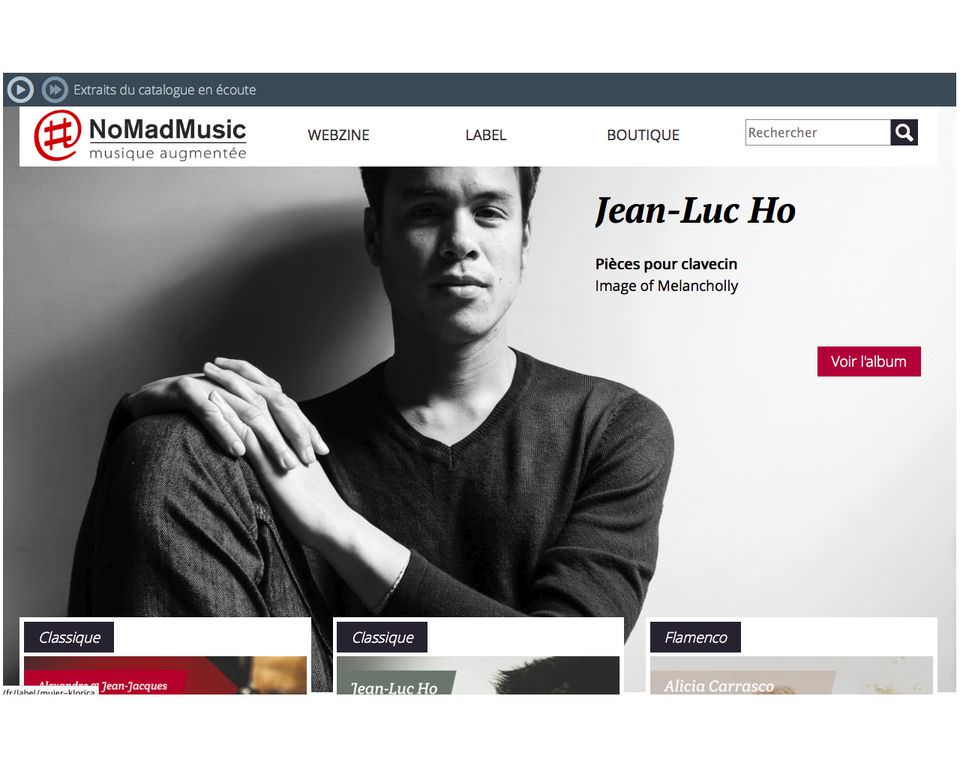 Extraits du catalogue en écoute
NoMadMusic
musique augmentée
WEBZINE
LABEL
BOUTIQUE
Rechercher
Jean-Luc Ho
Pièces pour clavecin
Image of Melancholly
Voir l'album
Classique
Classique
Flamenco
Alexandre & Jean-Jacques
Jean-Luc Ho
Alicia Carrasco
/fr/label/mujer-klorica